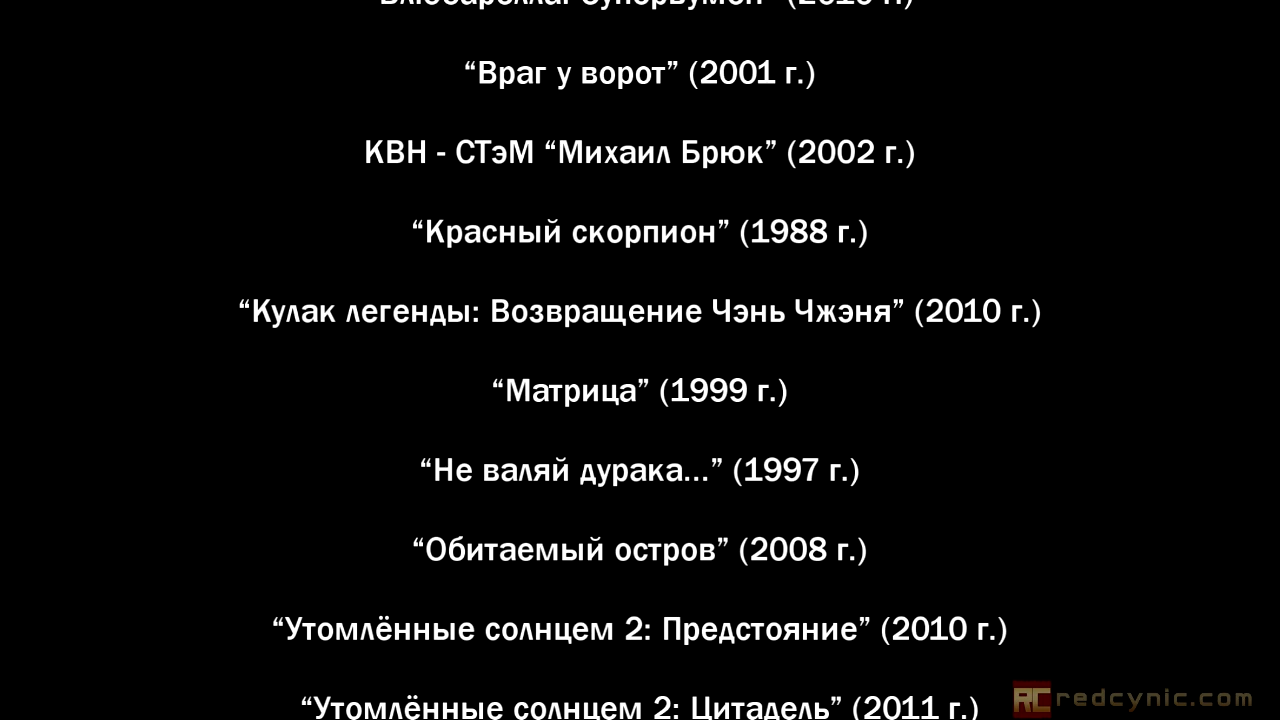 “Враг у ворот” (2001 г.)
КВН - СТэМ “Михаил Брюк” (2002 г.)
“Красный скорпион” (1988 г.)
“Кулак легенды: Возвращение Чэнь Чжэня” (2010 г.)
“Матрица” (1999 г.)
“Не валяй дурака...” (1997 г.)
“Обитаемый остров” (2008 г.)
“Утомлённые солнцем 2: Предстояние” (2010 г.)
“Утомлённые солнцем 2: Цитадель” (2011 г.)
RC redcynic.com